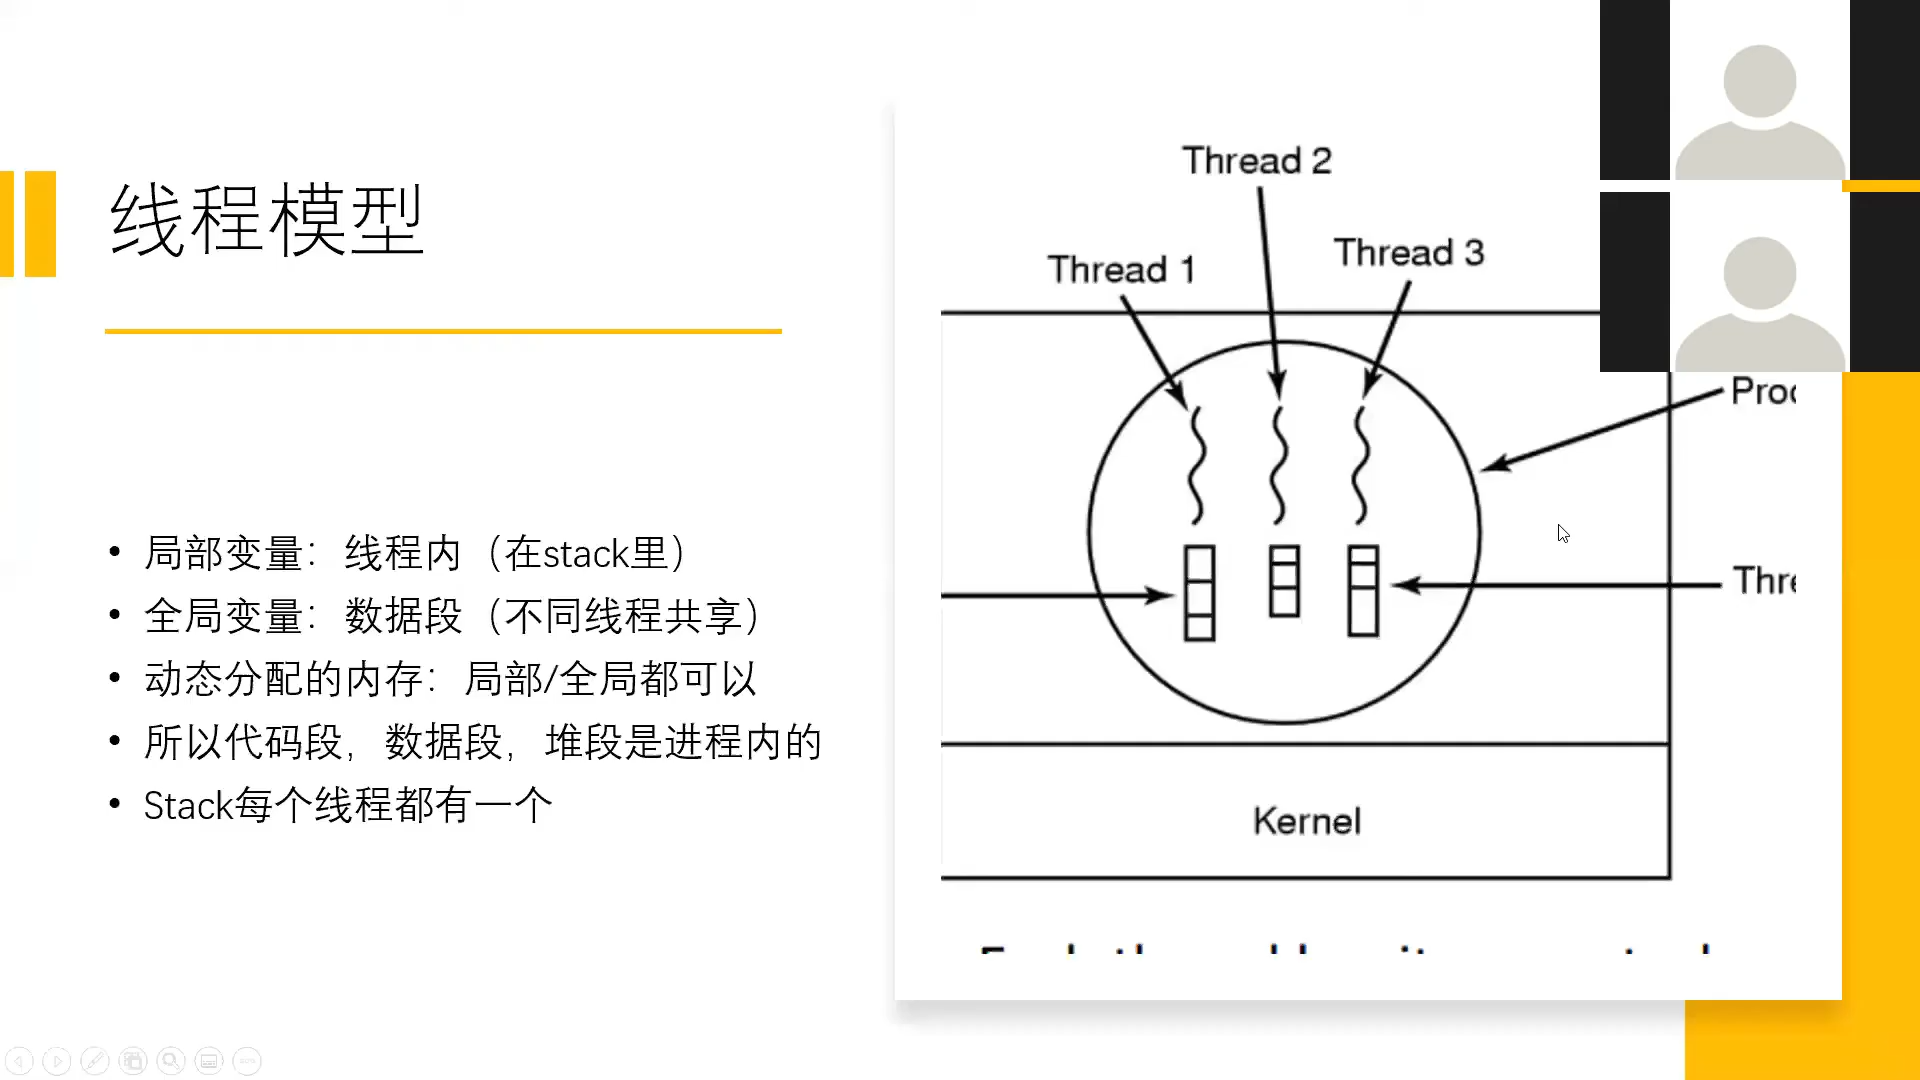 线程模型
• 局部变量：线程内（在stack里）
• 全局变量：数据段（不同线程共享）
• 动态分配的内存：局部/全局都可以
• 所以代码段，数据段，堆段是进程内的
• Stack每个线程都有一个
Thread 2
Thread 1
Thread 3
Proc
Thre
Kernel